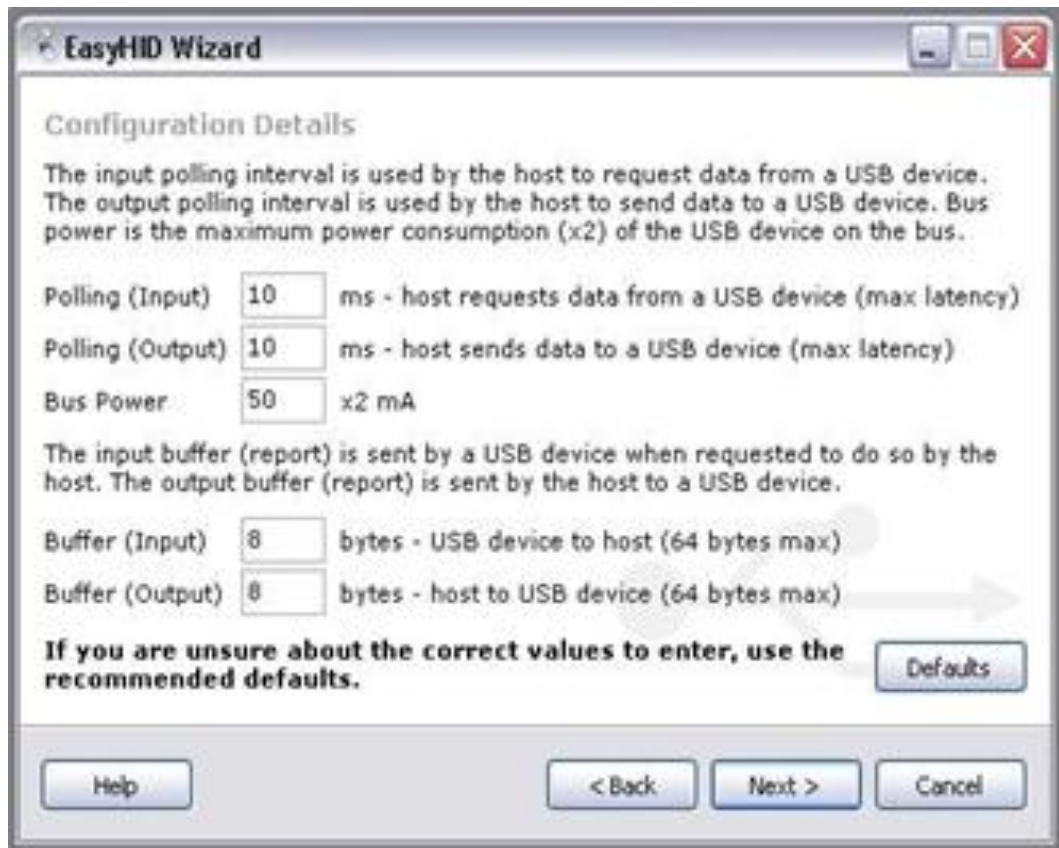 EasyHID Wizard
Configuration Details
The input polling interval is used by the host to request data from a USB device.
The output polling interval is used by the host to send data to a USB device. Bus
power is the maximum power consumption (x2) of the USB device on the bus.
Polling (Input) 10 ms - host requests data from a USB device (max latency)
Polling (Output) 10 ms - host sends data to a USB device (max latency)
Bus Power 50 x2 mA
The input buffer (report) is sent by a USB device when requested to do so by the
host. The output buffer (report) is sent by the host to a USB device.
Buffer (Input) 8 bytes - USB device to host (64 bytes max)
Buffer (Output) 8 bytes - host to USB device (64 bytes max)
If you are unsure about the correct values to enter, use the
recommended defaults.
Defaults
Help < Back Next > Cancel